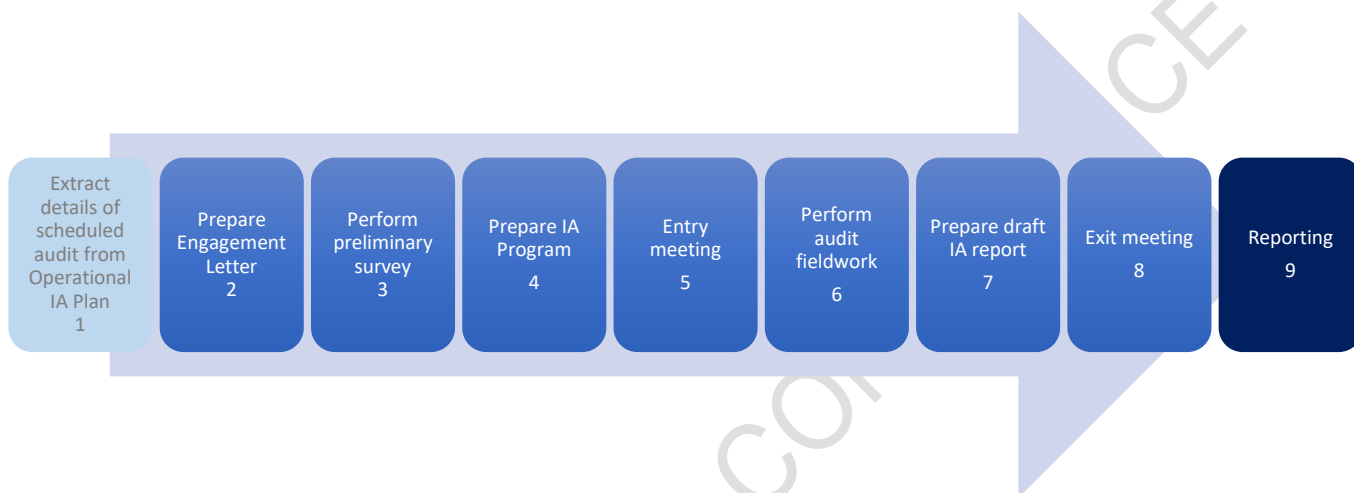 Extract
details of
scheduled
audit from
Operational
IA Plan
1
Prepare
Engagement
Letter
2
Perform
preliminary
survey
3
Prepare IA
Program
4
Entry
meeting
5
Perform
audit
fieldwork
6
Prepare draft
IA report
7
Exit meeting
8
Reporting
9